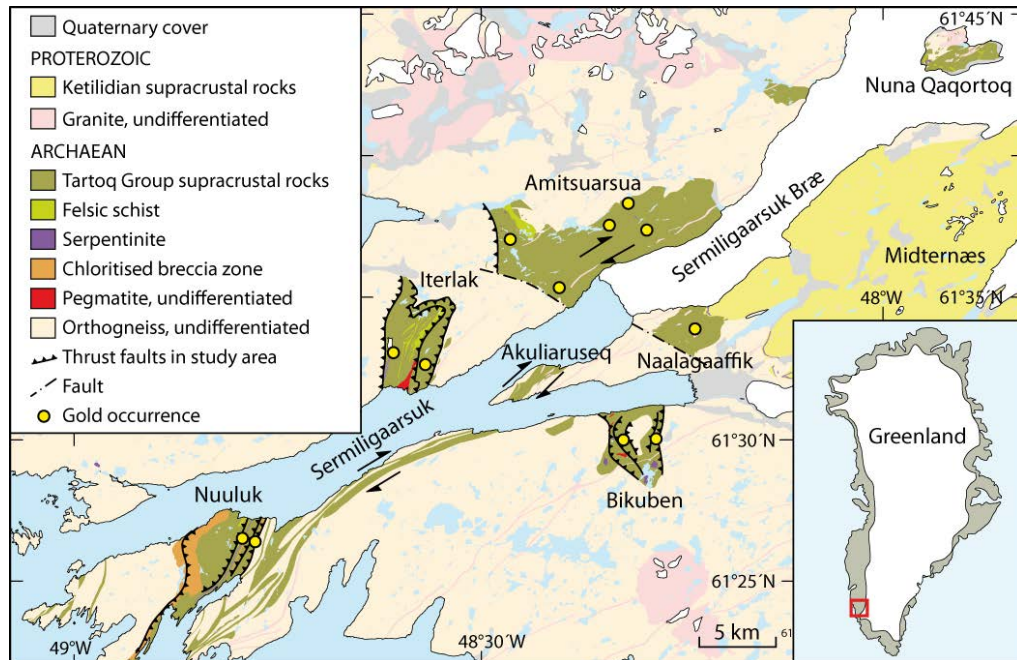 Quaternary cover
PROTEROZOIC
Ketilidian supracrustal rocks
Granite, undifferentiated
ARCHAEAN
Tartoq Group supracrustal rocks
Felsic schist
Serpentinite
Chloritised breccia zone
Pegmatite, undifferentiated
Orthogneiss, undifferentiated
Thrust faults in study area
Fault
Gold occurrence
61°45´N
Nuna Qaqortoq
Amitsuarsua
Sermiligaarsuk Bræ
Midternæs
Iterlak
48°W
61°35´N
Akuliaruseq
Naalagaaffik
Sermiligaarsuk
61°30´N
Greenland
Nuuluk
Bikuben
61°25´N
5 km
61
49°W
48°30´W